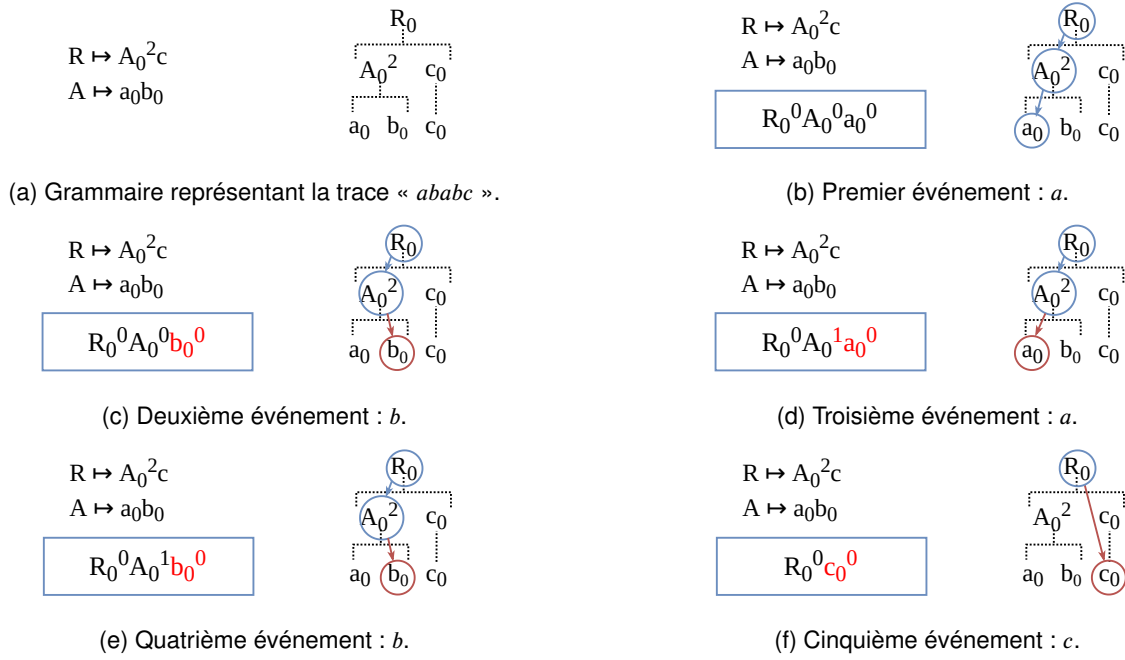 R ↦ A₀²c
A ↦ a₀b₀
R₀
A₀² c₀
a₀ b₀ c₀
(a) Grammaire représentant la trace « ababc ».
R ↦ A₀²c
A ↦ a₀b₀
R₀⁰A₀⁰a₀⁰
R₀
A₀² c₀
a₀ b₀ c₀
(b) Premier événement : a.
R ↦ A₀²c
A ↦ a₀b₀
R₀⁰A₀⁰b₀⁰
R₀
A₀² c₀
a₀ b₀ c₀
(c) Deuxième événement : b.
R ↦ A₀²c
A ↦ a₀b₀
R₀⁰A₀¹a₀⁰
R₀
A₀² c₀
a₀ b₀ c₀
(d) Troisième événement : a.
R ↦ A₀²c
A ↦ a₀b₀
R₀⁰A₀¹b₀⁰
R₀
A₀² c₀
a₀ b₀ c₀
(e) Quatrième événement : b.
R ↦ A₀²c
A ↦ a₀b₀
R₀⁰c₀⁰
R₀
A₀² c₀
a₀ b₀ c₀
(f) Cinquième événement : c.